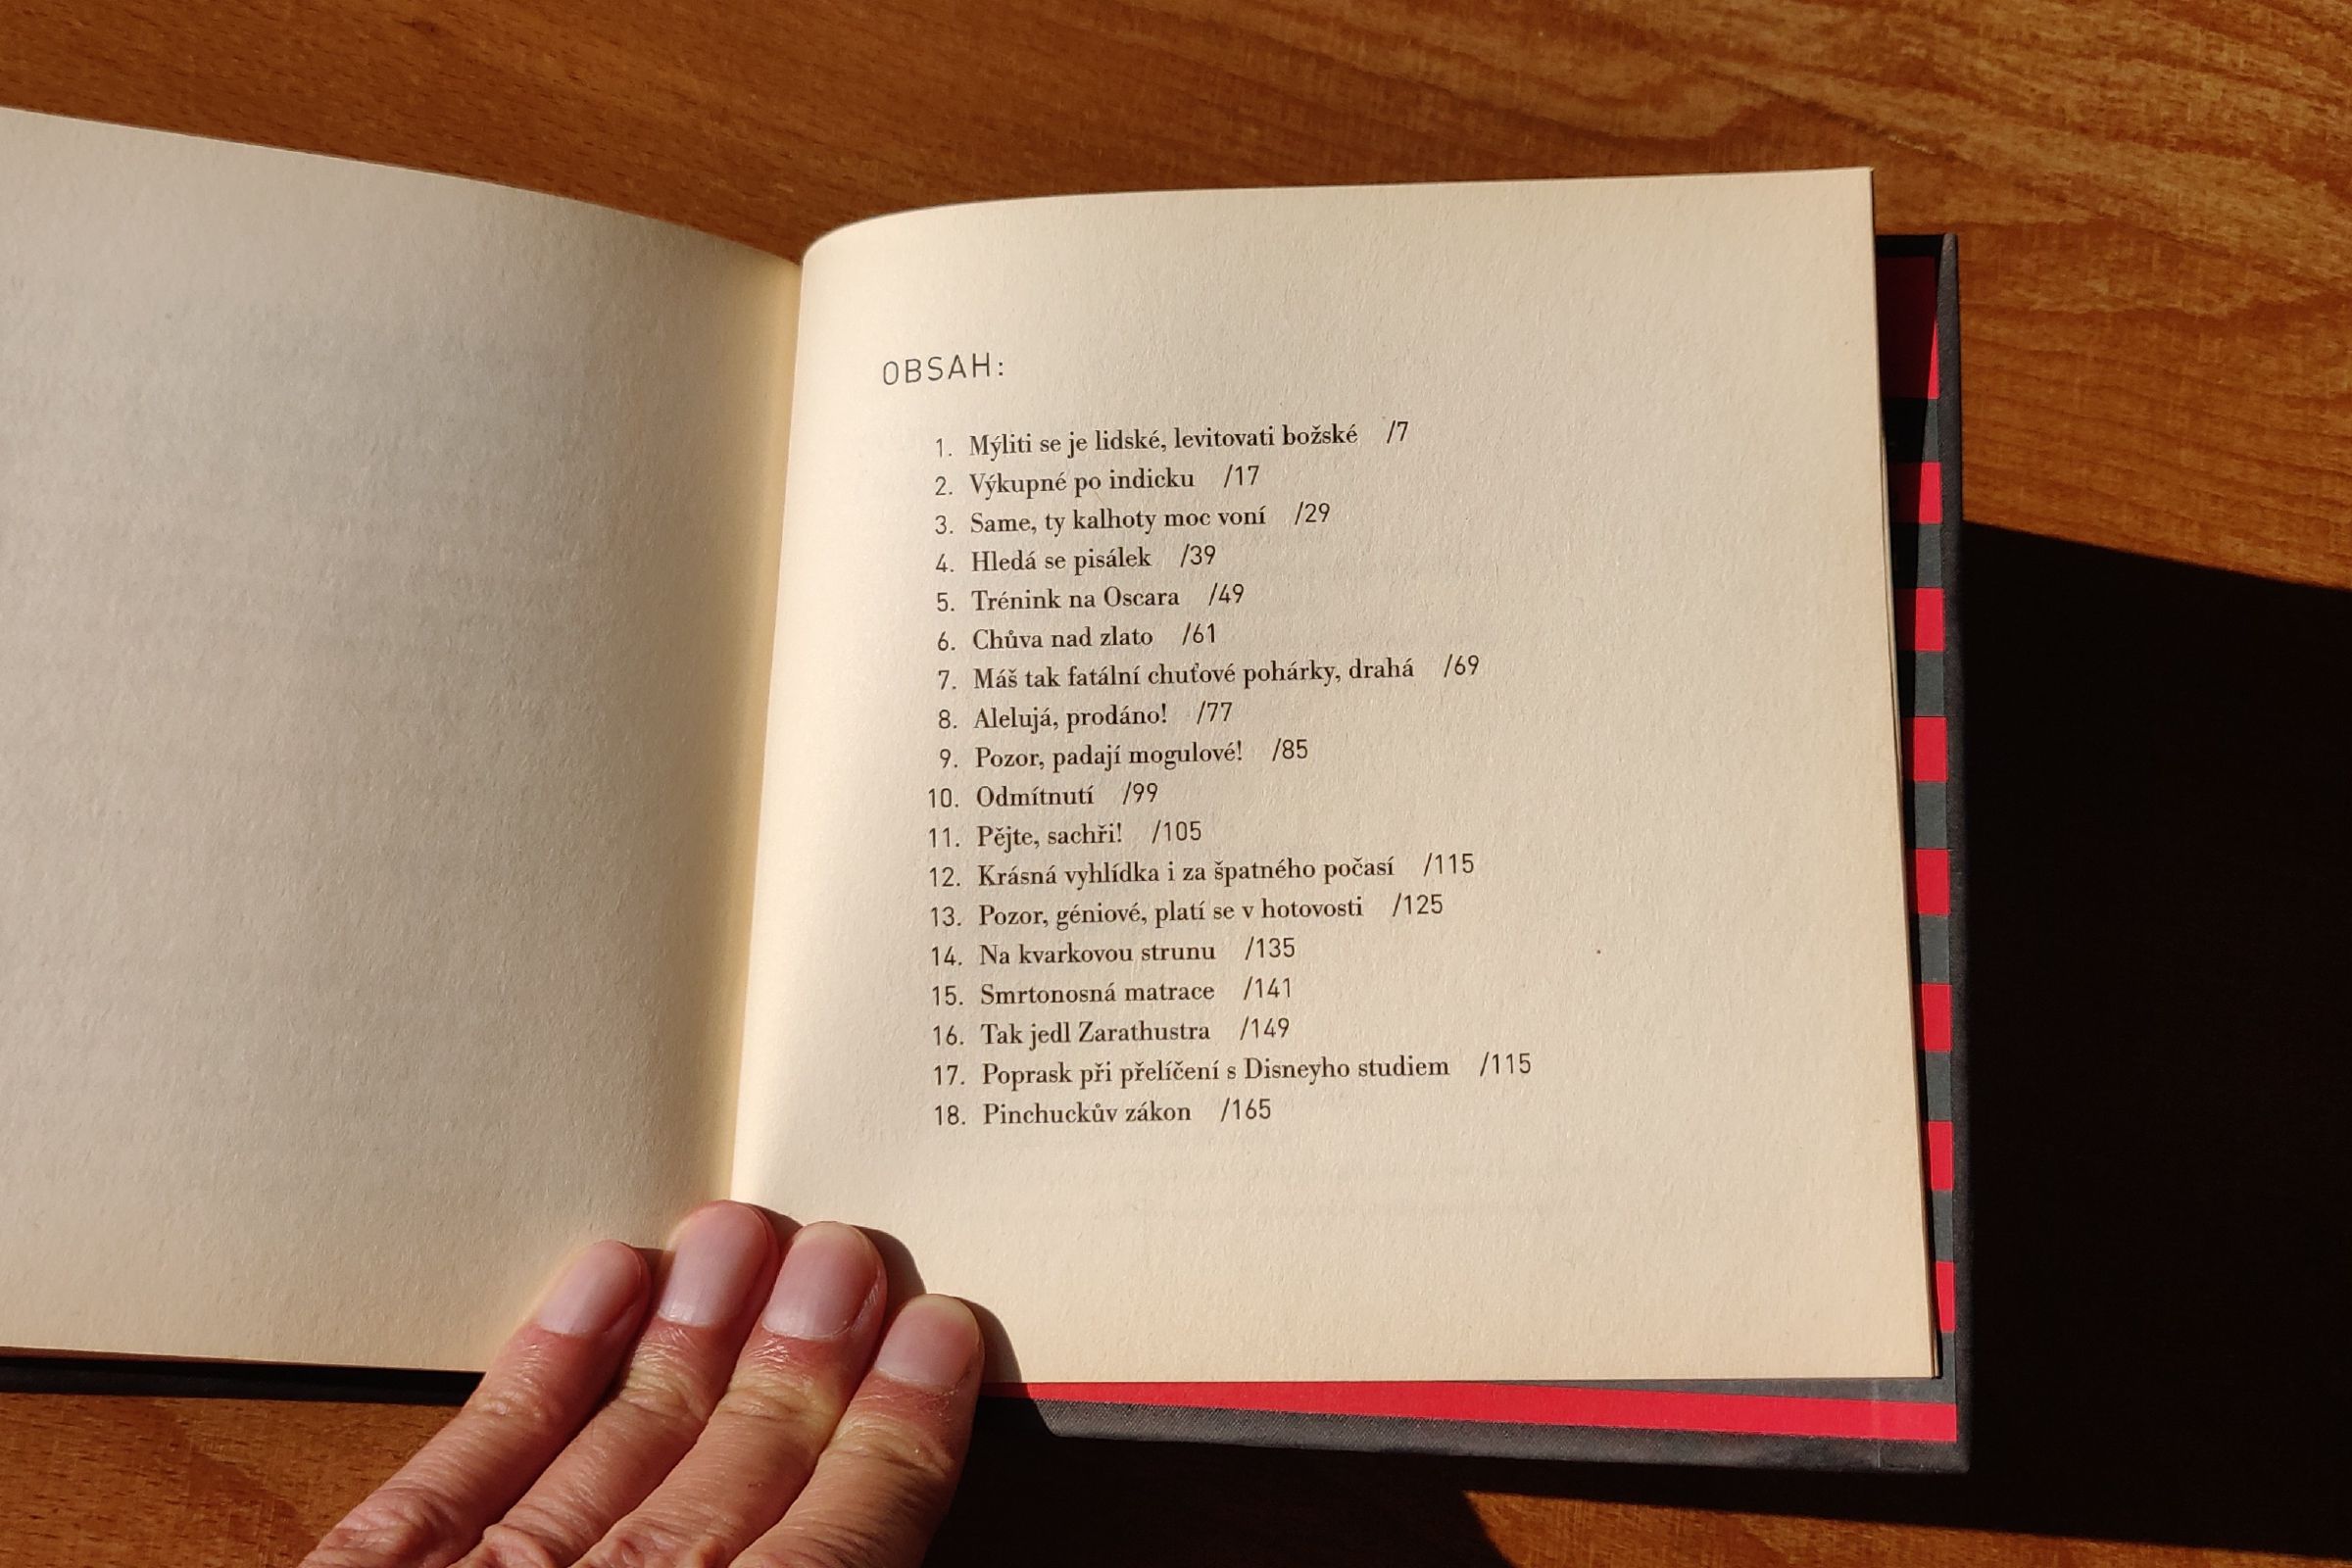 OBSAH:
1. Mýliti se je lidské, levitovati božské /7
2. Výkupné po indicku /17
3. Same, ty kalhoty moc voní /29
4. Hledá se pisálek /39
5. Trénink na Oscara /49
6. Chůva nad zlato /61
7. Máš tak fatální chuťové pohárky, drahá /69
8. Alelujá, prodáno! /77
9. Pozor, padají mogulové! /85
10. Odmítnutí /99
11. Pějte, sachři! /105
12. Krásná vyhlídka i za špatného počasí /115
13. Pozor, géniové, platí se v hotovosti /125
14. Na kvarkovou strunu /135
15. Smrtonosná matrace /141
16. Tak jedl Zarathustra /149
17. Poprask při přelíčení s Disneyho studiem /115
18. Pinchuckův zákon /165